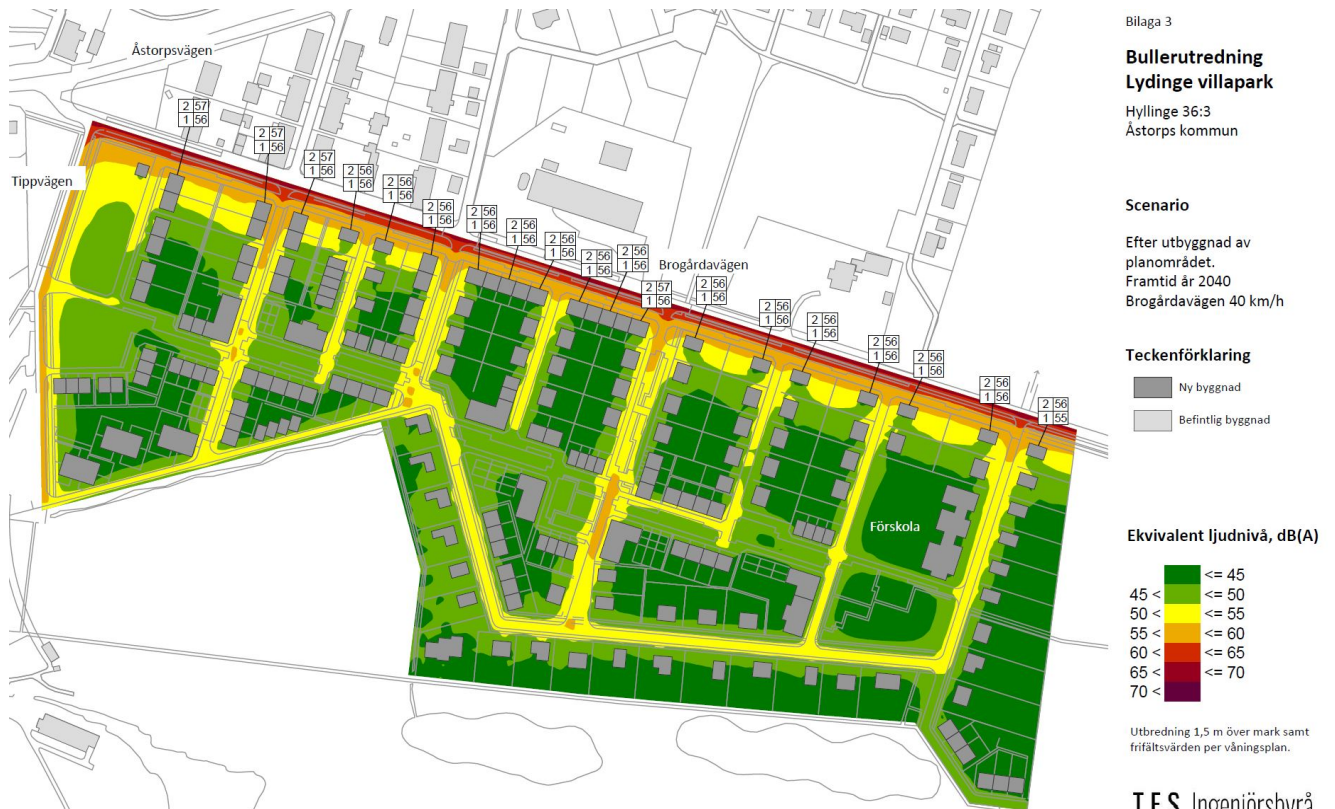 Bilaga 3
Bullerutredning
Lydinge villapark
Hyllinge 36:3
Åstorps kommun
Scenario
Efter utbyggnad av
planområdet.
Framtid år 2040
Brogårdavägen 40 km/h
Teckenförklaring
Ny byggnad
Befintlig byggnad
Ekvivalent ljudnivå, dB(A)
<= 45
45 < <= 50
50 < <= 55
55 < <= 60
60 < <= 65
65 < <= 70
70 <
Utbredning 1,5 m över mark samt
frifältsvärden per våningsplan.
T.F.S. Ingenjörsbyrå
Åstorpsvägen
Tippvägen
Brogårdavägen
Förskola
2 57
1 56
2 57
1 56
2 57
1 56
2 56
1 56
2 56
1 56
2 56
1 56
2 56
1 56
2 56
1 56
2 56
1 56
2 56
1 56
2 56
1 56
2 57
1 56
2 56
1 56
2 56
1 56
2 56
1 56
2 56
1 56
2 56
1 56
2 56
1 56
2 56
1 55